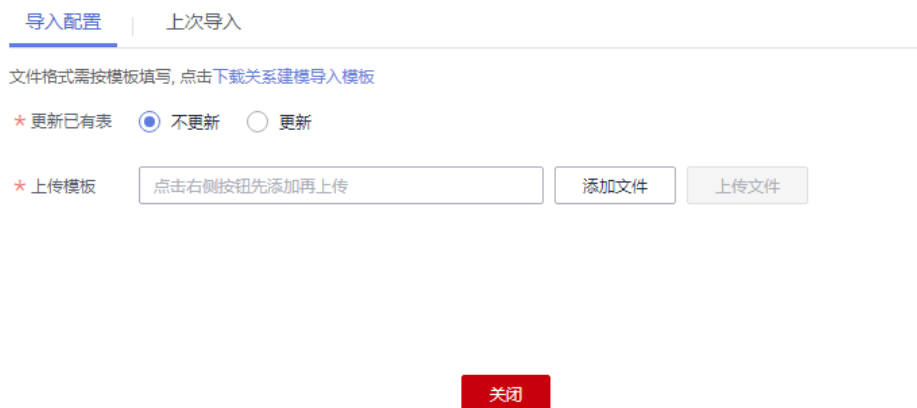 导入配置 上次导入
文件格式需按模板填写, 点击下载关系建模导入模板
* 更新已有表 不更新 更新
* 上传模板 点击右侧按钮先添加再上传 添加文件 上传文件
关闭